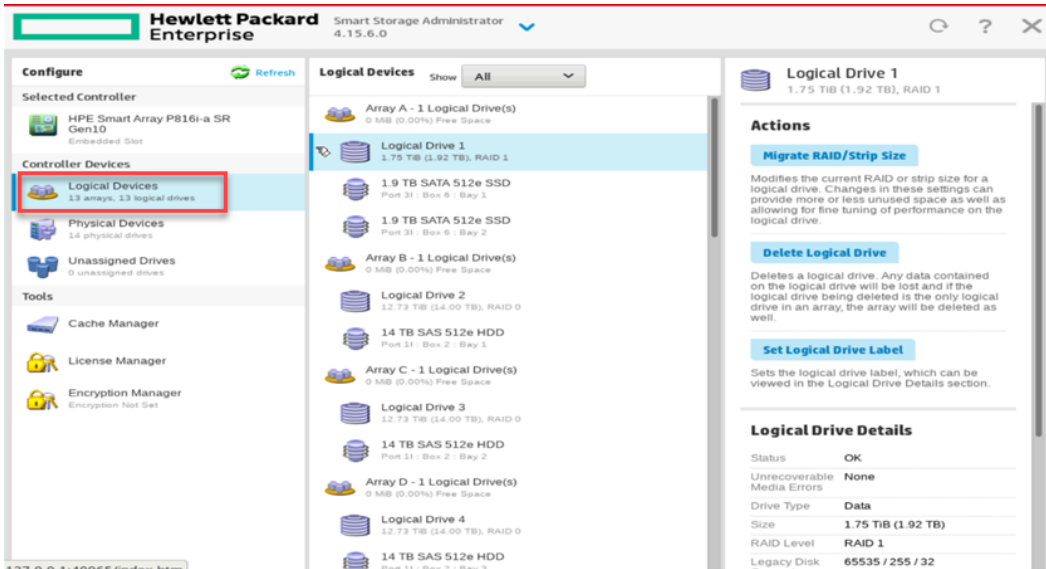 Hewlett Packard
Enterprise
Smart Storage Administrator
4.15.6.0
?
Configure
Refresh
Selected Controller
HPE Smart Array P816i-a SR
Gen10
Embedded Slot
Controller Devices
Logical Devices
13 arrays, 13 logical drives
Physical Devices
14 physical drives
Unassigned Drives
0 unassigned drives
Tools
Cache Manager
License Manager
Encryption Manager
Encryption Not Set
Logical Devices Show All
Array A - 1 Logical Drive(s)
0 MiB (0.00%) Free Space
Logical Drive 1
1.75 TiB (1.92 TB), RAID 1
1.9 TB SATA 512e SSD
Port 3I : Box 6 : Bay 1
1.9 TB SATA 512e SSD
Port 3I : Box 6 : Bay 2
Array B - 1 Logical Drive(s)
0 MiB (0.00%) Free Space
Logical Drive 2
12.73 TiB (14.00 TB), RAID 0
14 TB SAS 512e HDD
Port 1I : Box 2 : Bay 1
Array C - 1 Logical Drive(s)
0 MiB (0.00%) Free Space
Logical Drive 3
12.73 TiB (14.00 TB), RAID 0
14 TB SAS 512e HDD
Port 1I : Box 2 : Bay 2
Array D - 1 Logical Drive(s)
0 MiB (0.00%) Free Space
Logical Drive 4
12.73 TiB (14.00 TB), RAID 0
14 TB SAS 512e HDD
Logical Drive 1
1.75 TiB (1.92 TB), RAID 1
Actions
Migrate RAID/Strip Size
Modifies the current RAID or strip size for a
logical drive. Changes in these settings can
provide more or less unused space as well as
allowing for fine tuning of performance on the
logical drive.
Delete Logical Drive
Deletes a logical drive. Any data contained
on the logical drive will be lost and if the
logical drive being deleted is the only logical
drive in an array, the array will be deleted as
well.
Set Logical Drive Label
Sets the logical drive label, which can be
viewed in the Logical Drive Details section.
Logical Drive Details
Status OK
Unrecoverable None
Media Errors
Drive Type Data
Size 1.75 TiB (1.92 TB)
RAID Level RAID 1
Legacy Disk 65535 / 255 / 32